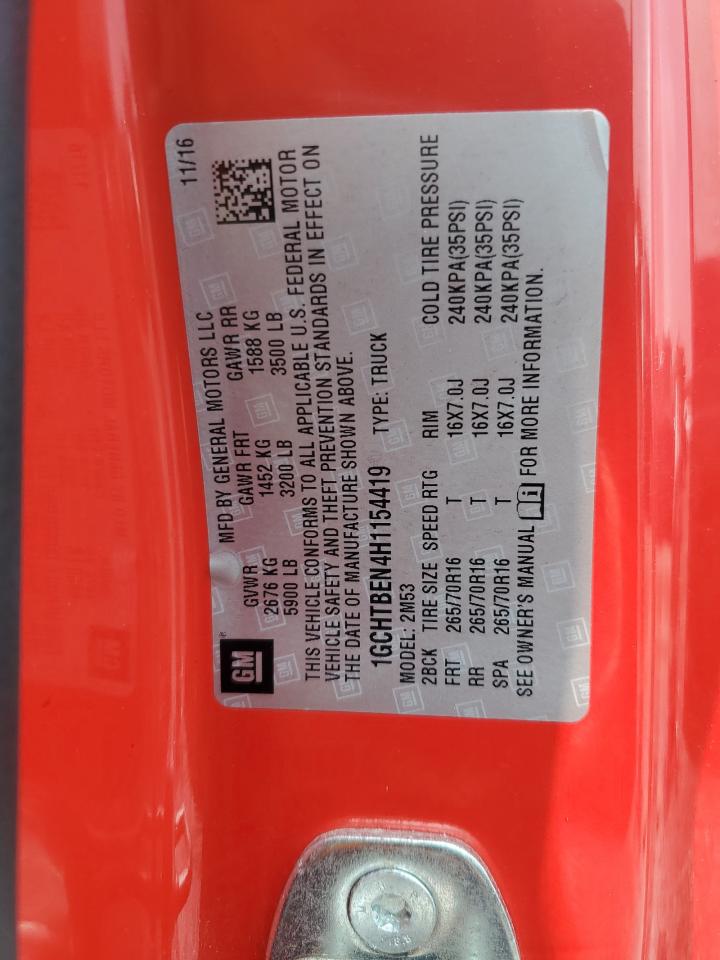 GM ®
MFD BY GENERAL MOTORS LLC 11/16
GVWR GAWR FRT GAWR RR
2676 KG 1452 KG 1588 KG
5900 LB 3200 LB 3500 LB
THIS VEHICLE CONFORMS TO ALL APPLICABLE U.S. FEDERAL MOTOR
VEHICLE SAFETY AND THEFT PREVENTION STANDARDS IN EFFECT ON
THE DATE OF MANUFACTURE SHOWN ABOVE.
1GCHTBEN4H1154419 TYPE: TRUCK
MODEL: 2M53
2BCK TIRE SIZE SPEED RTG RIM COLD TIRE PRESSURE
FRT 265/70R16 T 16X7.0J 240KPA(35PSI)
RR 265/70R16 T 16X7.0J 240KPA(35PSI)
SPA 265/70R16 T 16X7.0J 240KPA(35PSI)
SEE OWNER'S MANUAL FOR MORE INFORMATION.